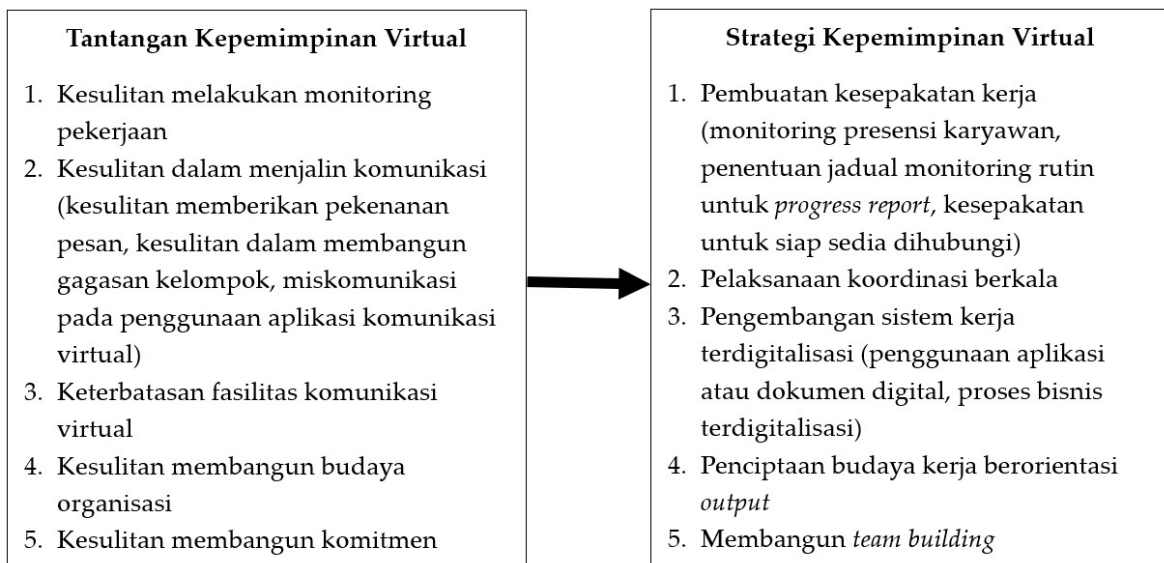 Tantangan Kepemimpinan Virtual
1. Kesulitan melakukan monitoring
pekerjaan
2. Kesulitan dalam menjalin komunikasi
(kesulitan memberikan pekenanan
pesan, kesulitan dalam membangun
gagasan kelompok, miskomunikasi
pada penggunaan aplikasi komunikasi
virtual)
3. Keterbatasan fasilitas komunikasi
virtual
4. Kesulitan membangun budaya
organisasi
5. Kesulitan membangun komitmen
Strategi Kepemimpinan Virtual
1. Pembuatan kesepakatan kerja
(monitoring presensi karyawan,
penentuan jadual monitoring rutin
untuk progress report, kesepakatan
untuk siap sedia dihubungi)
2. Pelaksanaan koordinasi berkala
3. Pengembangan sistem kerja
terdigitalisasi (penggunaan aplikasi
atau dokumen digital, proses bisnis
terdigitalisasi)
4. Penciptaan budaya kerja berorientasi
output
5. Membangun team building